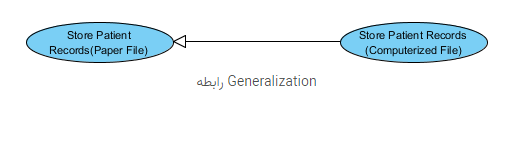 Store Patient
Records(Paper File)
Store Patient Records
(Computerized File)
رابطه Generalization